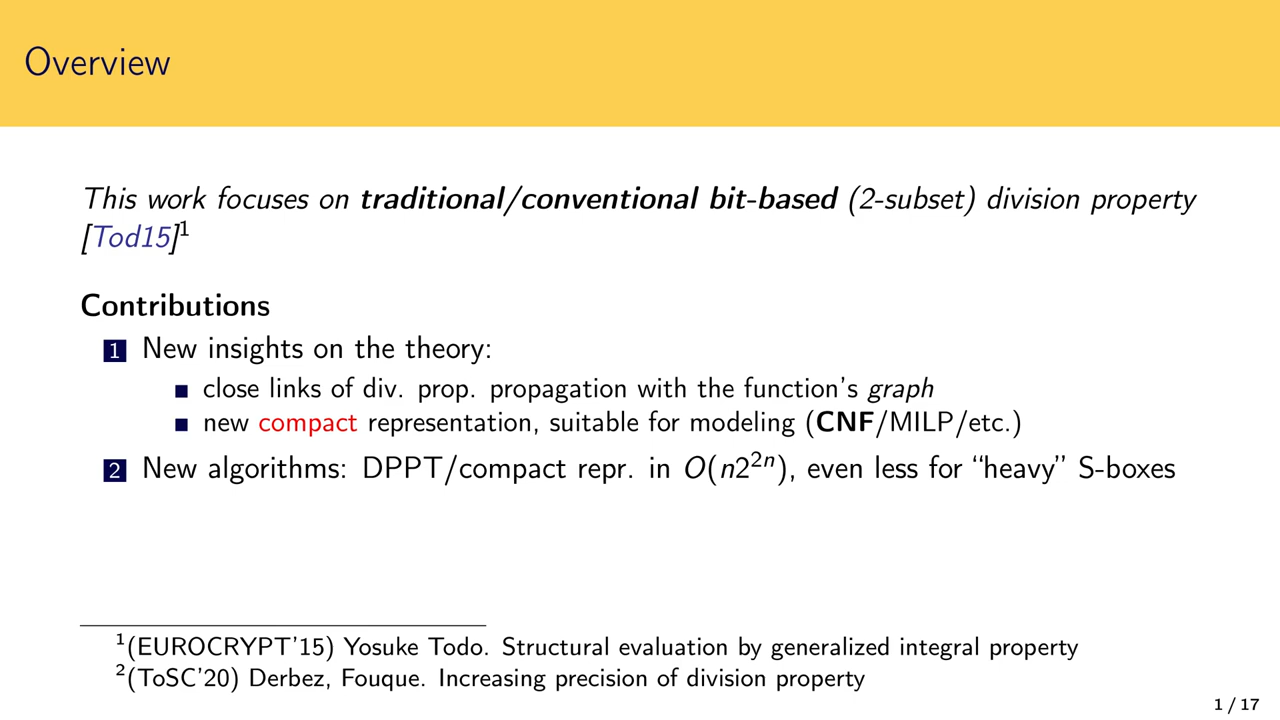 Overview
This work focuses on traditional/conventional bit-based (2-subset) division property
[Tod15]¹
Contributions
1 New insights on the theory:
■ close links of div. prop. propagation with the function's graph
■ new compact representation, suitable for modeling (CNF/MILP/etc.)
2 New algorithms: DPPT/compact repr. in O(n2²ⁿ), even less for “heavy” S-boxes
¹(EUROCRYPT'15) Yosuke Todo. Structural evaluation by generalized integral property
²(ToSC'20) Derbez, Fouque. Increasing precision of division property
1 / 17